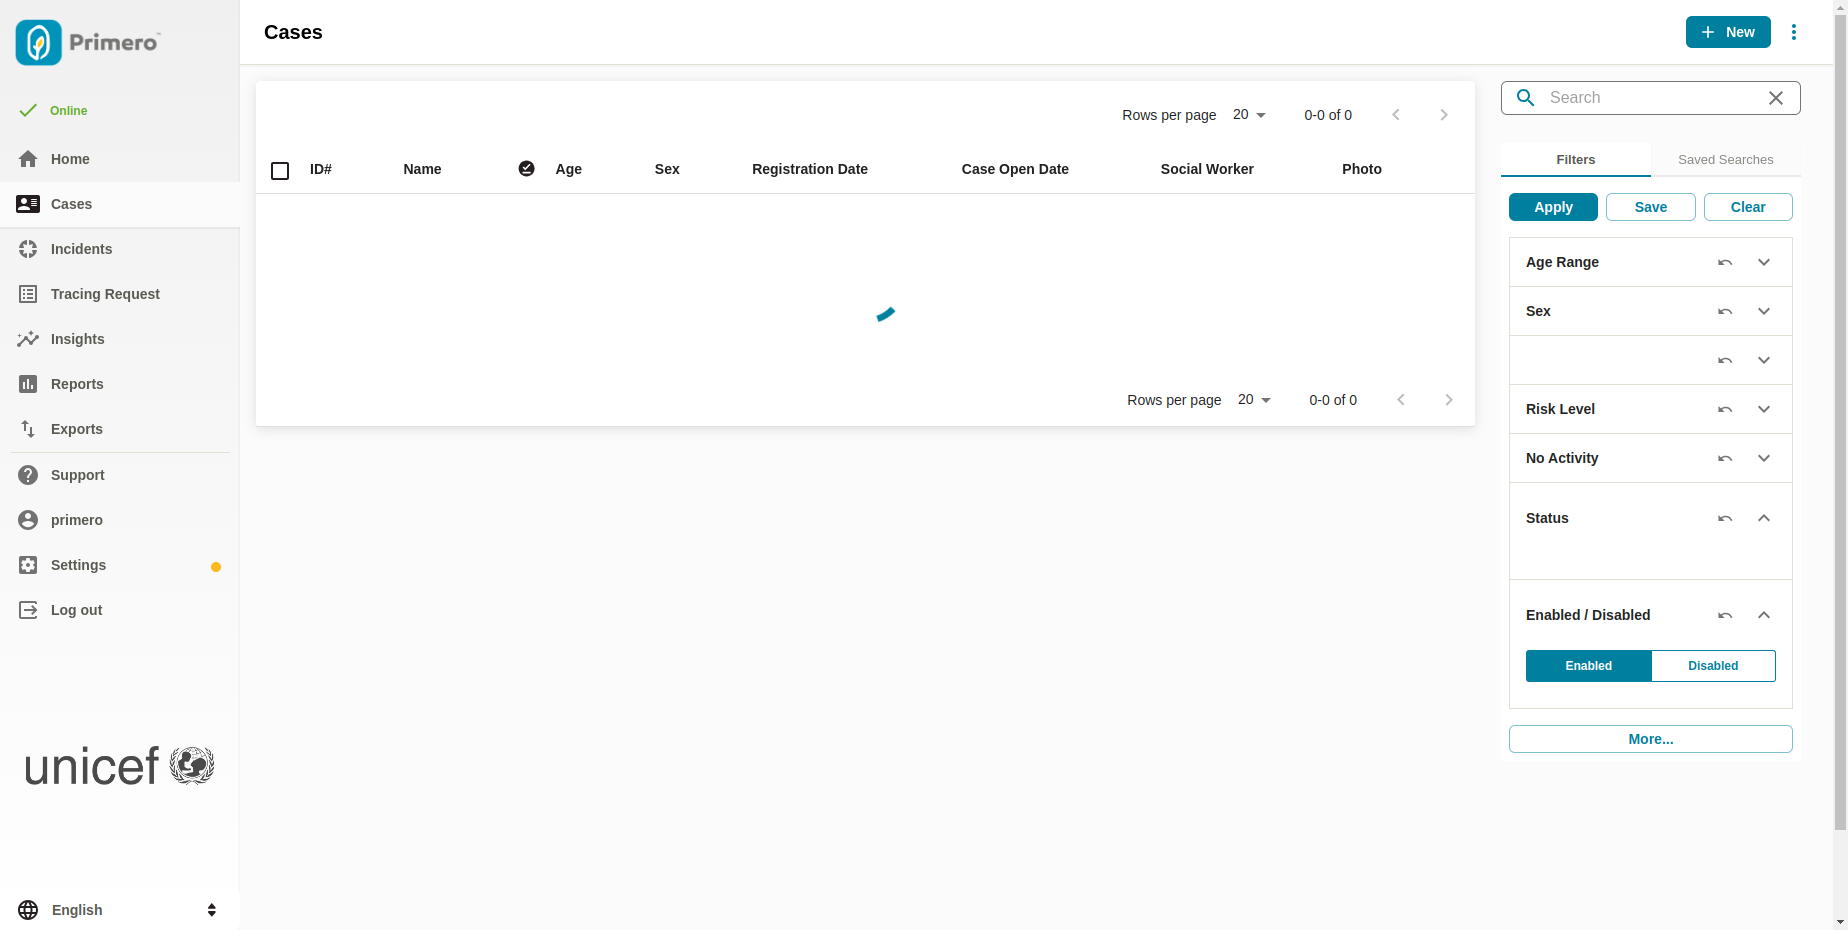 Primero™
Online
Home
Cases
Incidents
Tracing Request
Insights
Reports
Exports
Support
primero
Settings
Log out
unicef
English
Cases
New
Rows per page 20 0-0 of 0
ID# Name Age Sex Registration Date Case Open Date Social Worker Photo
Rows per page 20 0-0 of 0
Search
Filters Saved Searches
Apply Save Clear
Age Range
Sex
Risk Level
No Activity
Status
Enabled / Disabled
Enabled Disabled
More...